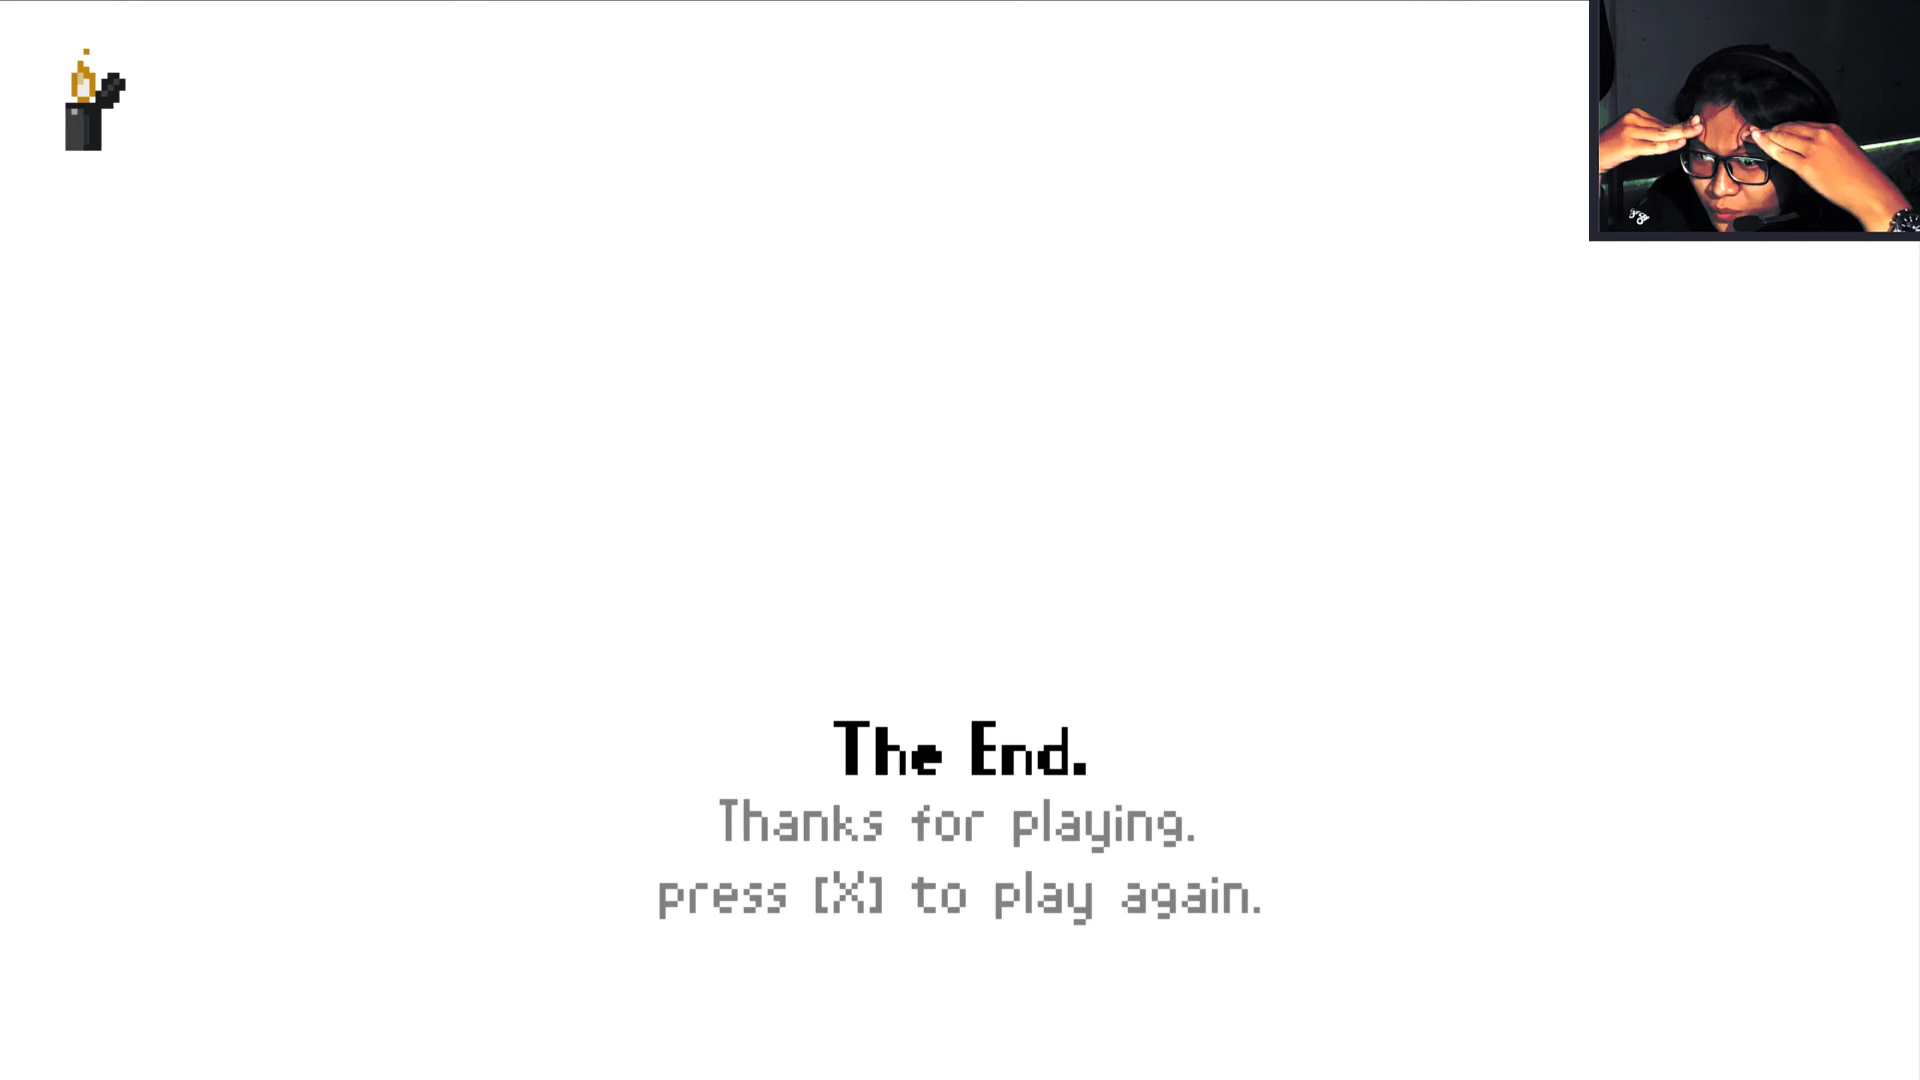 The End.
Thanks for playing.
press [X] to play again.